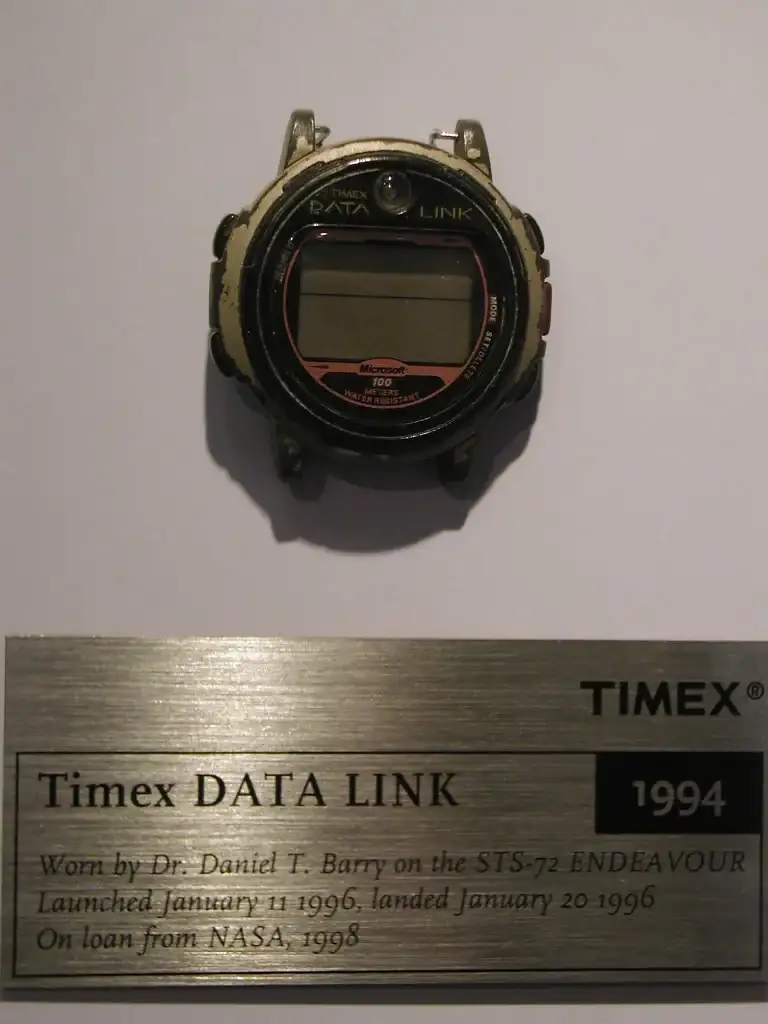 TIMEX
DATA LINK
MODE SET/DELETE
Microsoft
100
METERS
WATER RESISTANT
TIMEX®
Timex DATA LINK
1994
Worn by Dr. Daniel T. Barry on the STS-72 ENDEAVOUR
Launched January 11 1996, landed January 20 1996
On loan from NASA, 1998